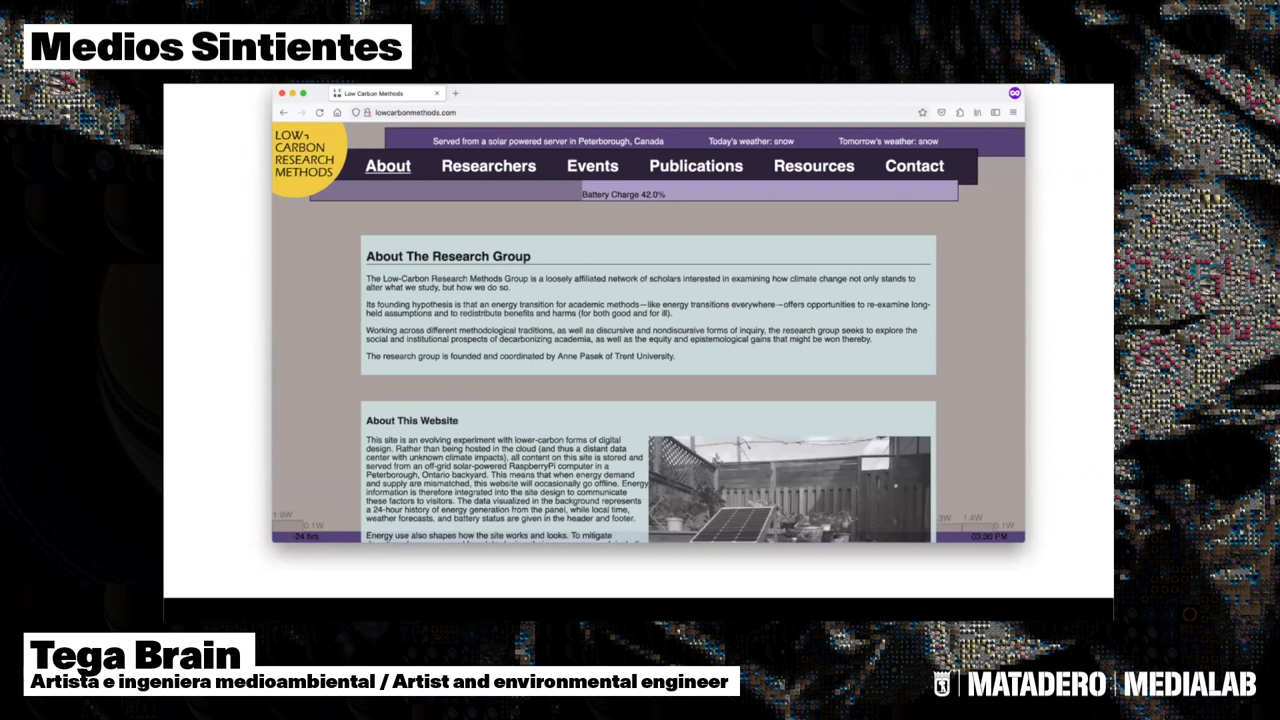 Medios Sintientes
Low Carbon Methods
lowcarbonmethods.com
LOW
CARBON
RESEARCH
METHODS
Served from a solar powered server in Peterborough, Canada Today's weather: snow Tomorrow's weather: snow
About Researchers Events Publications Resources Contact
Battery Charge 42.0%
About The Research Group
The Low-Carbon Research Methods Group is a loosely affiliated network of scholars interested in examining how climate change not only stands to
alter what we study, but how we do so.
Its founding hypothesis is that an energy transition for academic methods—like energy transitions everywhere—offers opportunities to re-examine long-
held assumptions and to redistribute benefits and harms (for both good and for ill).
Working across different methodological traditions, as well as discursive and nondiscursive forms of inquiry, the research group seeks to explore the
social and institutional prospects of decarbonizing academia, as well as the equity and epistemological gains that might be won thereby.
The research group is founded and coordinated by Anne Pasek of Trent University.
About This Website
This site is an evolving experiment with lower-carbon forms of digital
design. Rather than being hosted in the cloud (and thus a distant data
center with unknown climate impacts), all content on this site is stored and
served from an off-grid solar-powered RaspberryPi computer in a
Peterborough, Ontario backyard. This means that when energy demand
and supply are mismatched, this website will occasionally go offline. Energy
information is therefore integrated into the site design to communicate
these factors to visitors. The data visualized in the background represents
a 24-hour history of energy generation from the panel, while local time,
weather forecasts, and battery status are given in the header and footer.
Energy use also shapes how the site works and looks. To mitigate
0.1W
3W 1.4W 0.1W
-24 hrs 03:30 PM
Tega Brain
Artista e ingeniera medioambiental / Artist and environmental engineer
MATADERO MEDIALAB